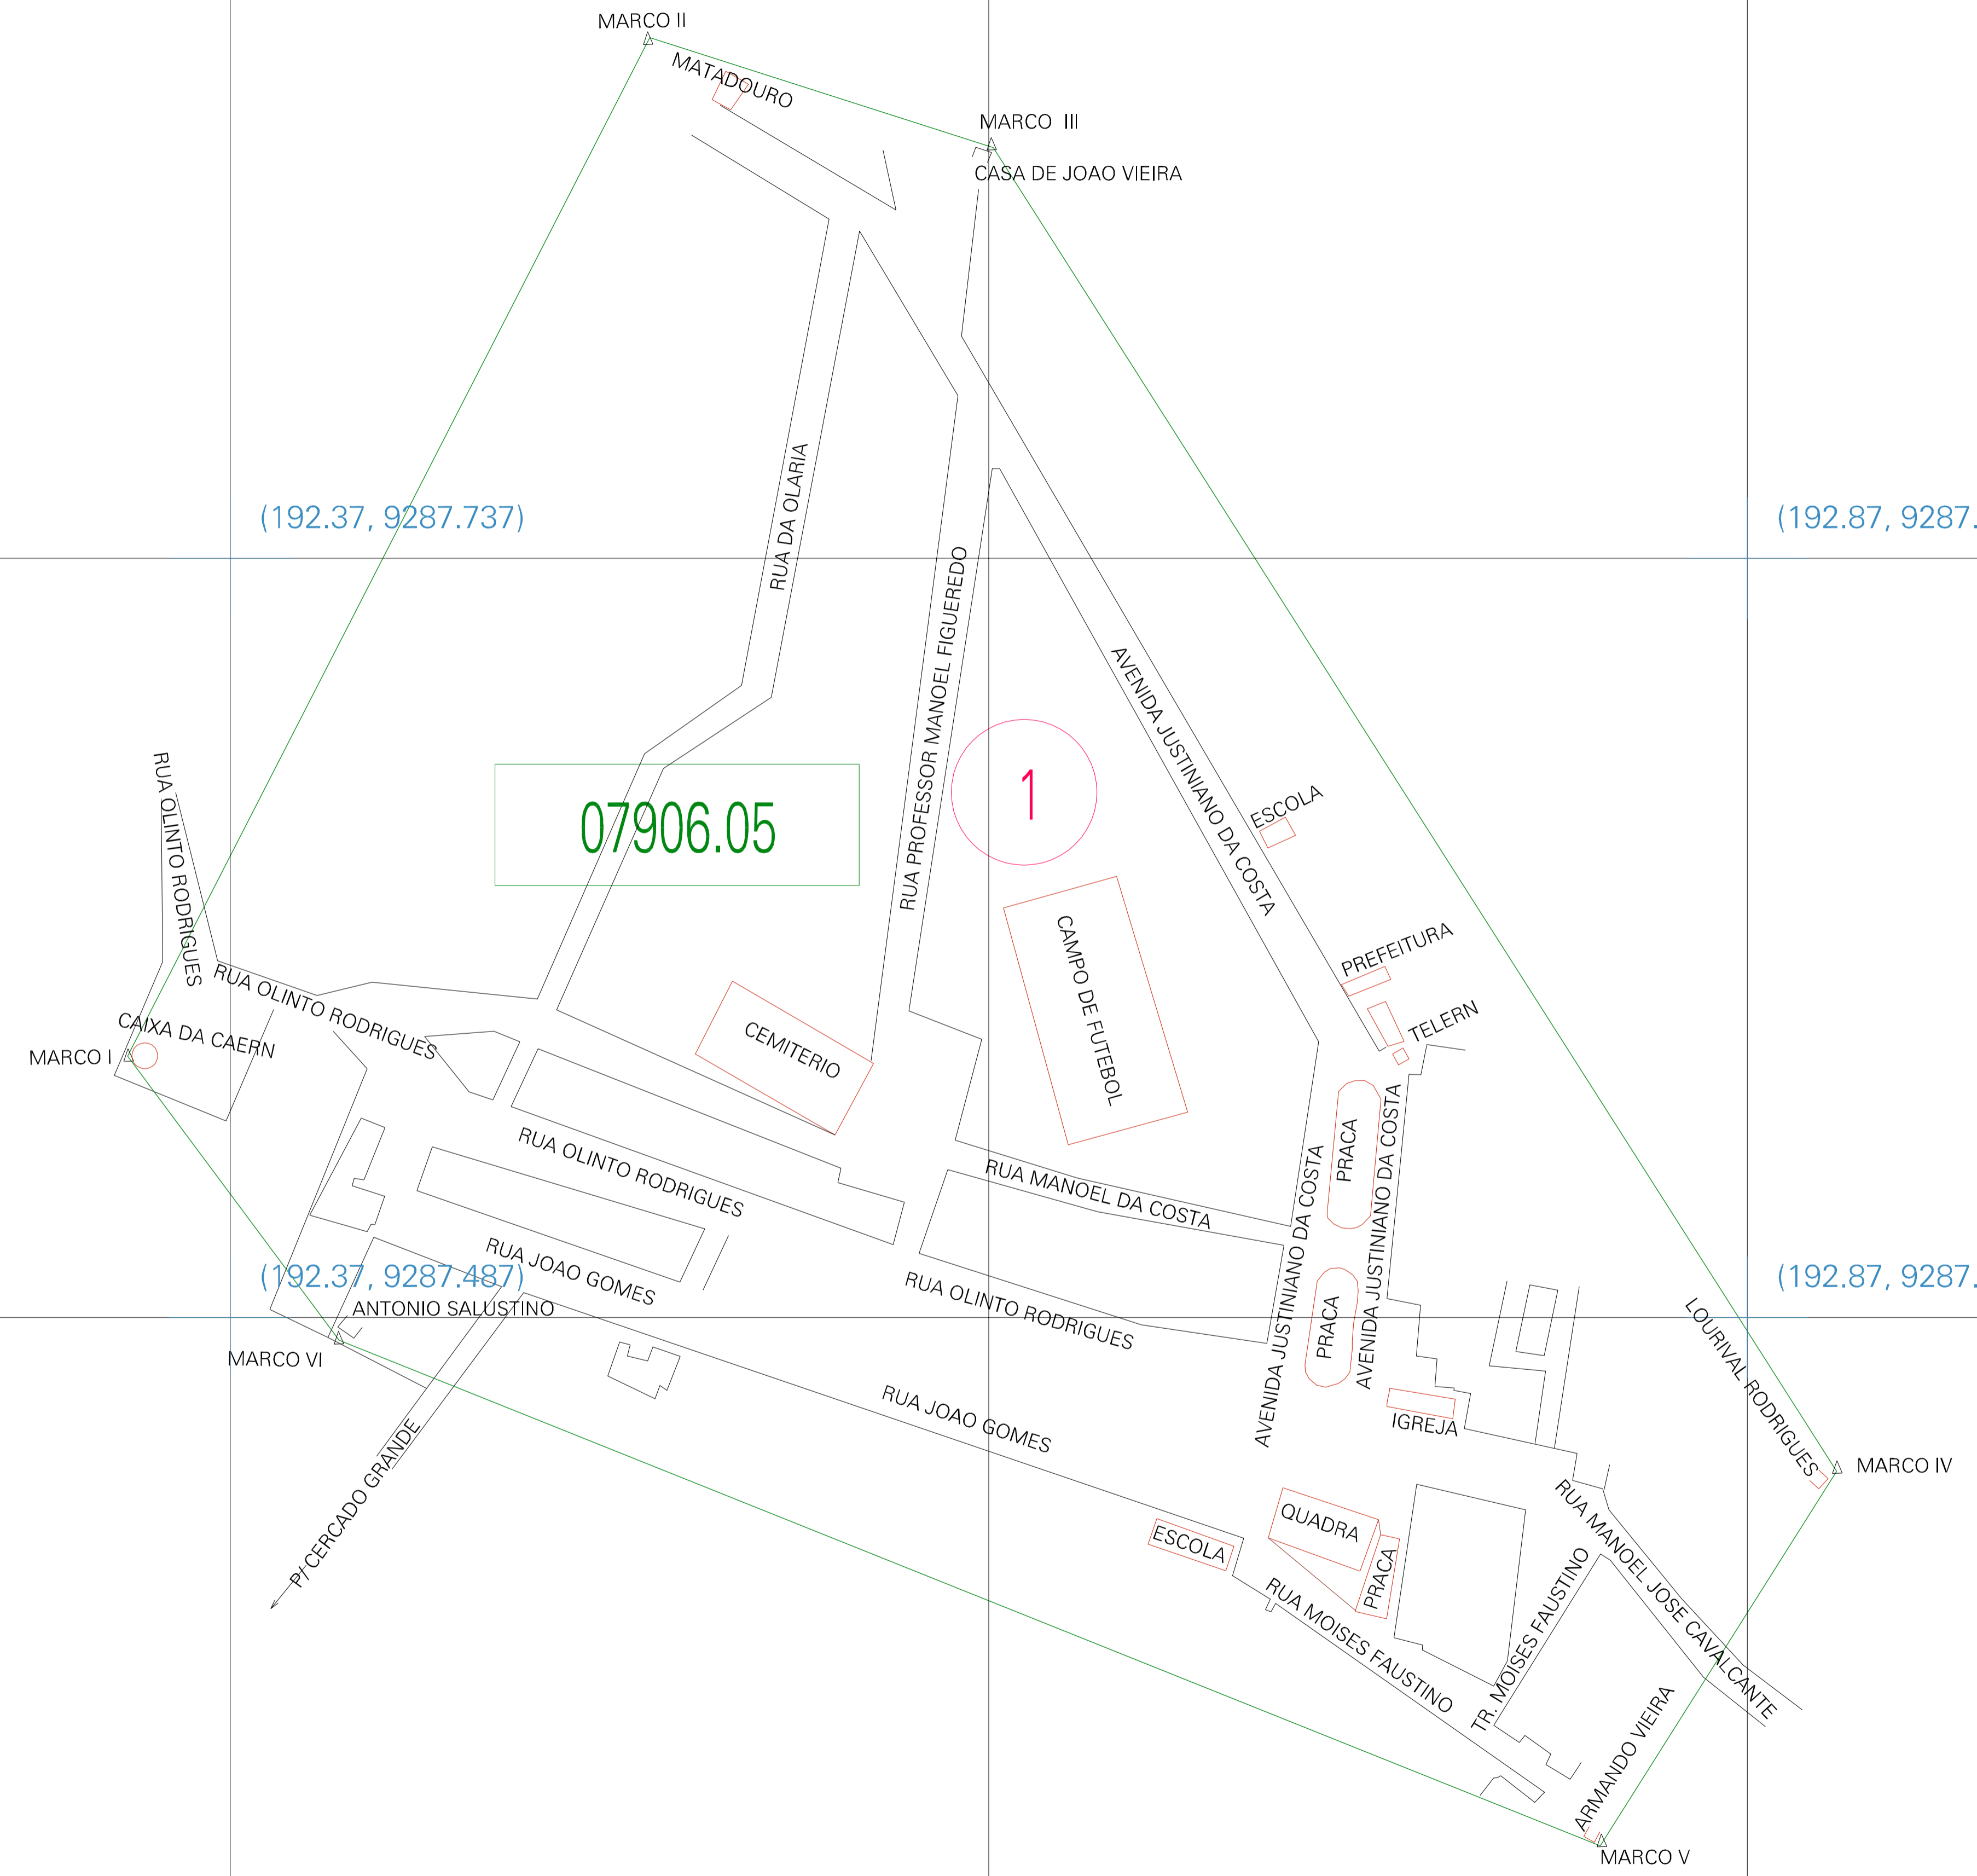 MARCO II
MATADOURO
MARCO III
CASA DE JOAO VIEIRA
RUA DA OLARIA
(192.37, 9287.737)
(192.87, 9287.
RUA PROFESSOR MANOEL FIGUEREDO
AVENIDA JUSTINIANO DA COSTA
07906.05
1
ESCOLA
RUA OLINTO RODRIGUES
RUA OLINTO RODRIGUES
CAIXA DA CAERN
MARCO I
CEMITERIO
CAMPO DE FUTEBOL
PREFEITURA
TELERN
PRACA
AVENIDA JUSTINIANO DA COSTA
RUA OLINTO RODRIGUES
RUA MANOEL DA COSTA
AVENIDA JUSTINIANO DA COSTA
(192.37, 9287.487)
RUA JOAO GOMES
RUA OLINTO RODRIGUES
PRACA
(192.87, 9287.
ANTONIO SALUSTINO
MARCO VI
LOURIVAL RODRIGUES
RUA JOAO GOMES
IGREJA
MARCO IV
P/ CERCADO GRANDE
QUADRA
ESCOLA
PRACA
RUA MANOEL JOSE CAVALCANTE
RUA MOISES FAUSTINO
TR. MOISES FAUSTINO
ARMANDO VIEIRA
MARCO V